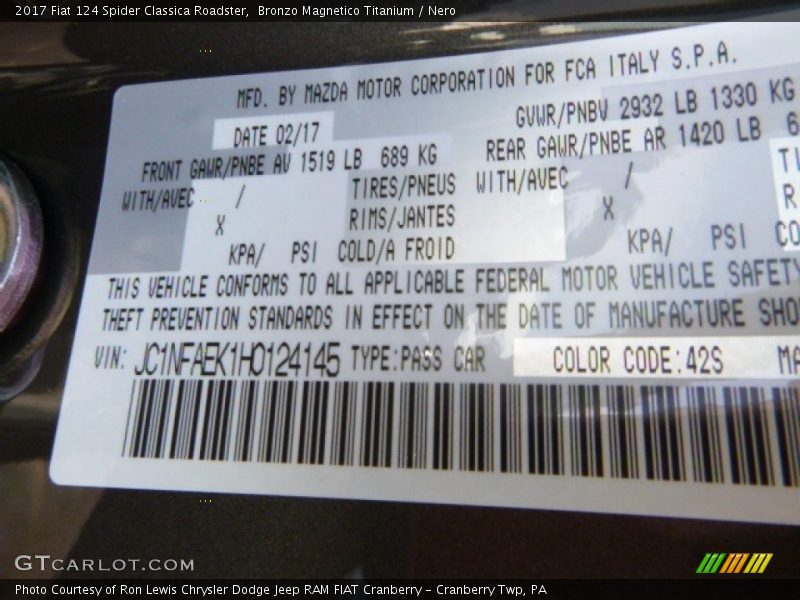 2017 Fiat 124 Spider Classica Roadster,  Bronzo Magnetico Titanium / Nero
MFD. BY MAZDA MOTOR CORPORATION FOR FCA ITALY S.P.A.
DATE 02/17
GVWR/PNBV 2932 LB 1330 KG
FRONT GAWR/PNBE AV 1519 LB 689 KG
REAR GAWR/PNBE AR 1420 LB 6
WITH/AVEC / TIRES/PNEUS WITH/AVEC / TI
X RIMS/JANTES X R
KPA/ PSI COLD/A FROID KPA/ PSI CO
THIS VEHICLE CONFORMS TO ALL APPLICABLE FEDERAL MOTOR VEHICLE SAFETY
THEFT PREVENTION STANDARDS IN EFFECT ON THE DATE OF MANUFACTURE SHO
VIN: JC1NFAEK1H0124145 TYPE:PASS CAR COLOR CODE:42S MA
GTCARLOT.COM
Photo Courtesy of Ron Lewis Chrysler Dodge Jeep RAM FIAT Cranberry - Cranberry Twp, PA